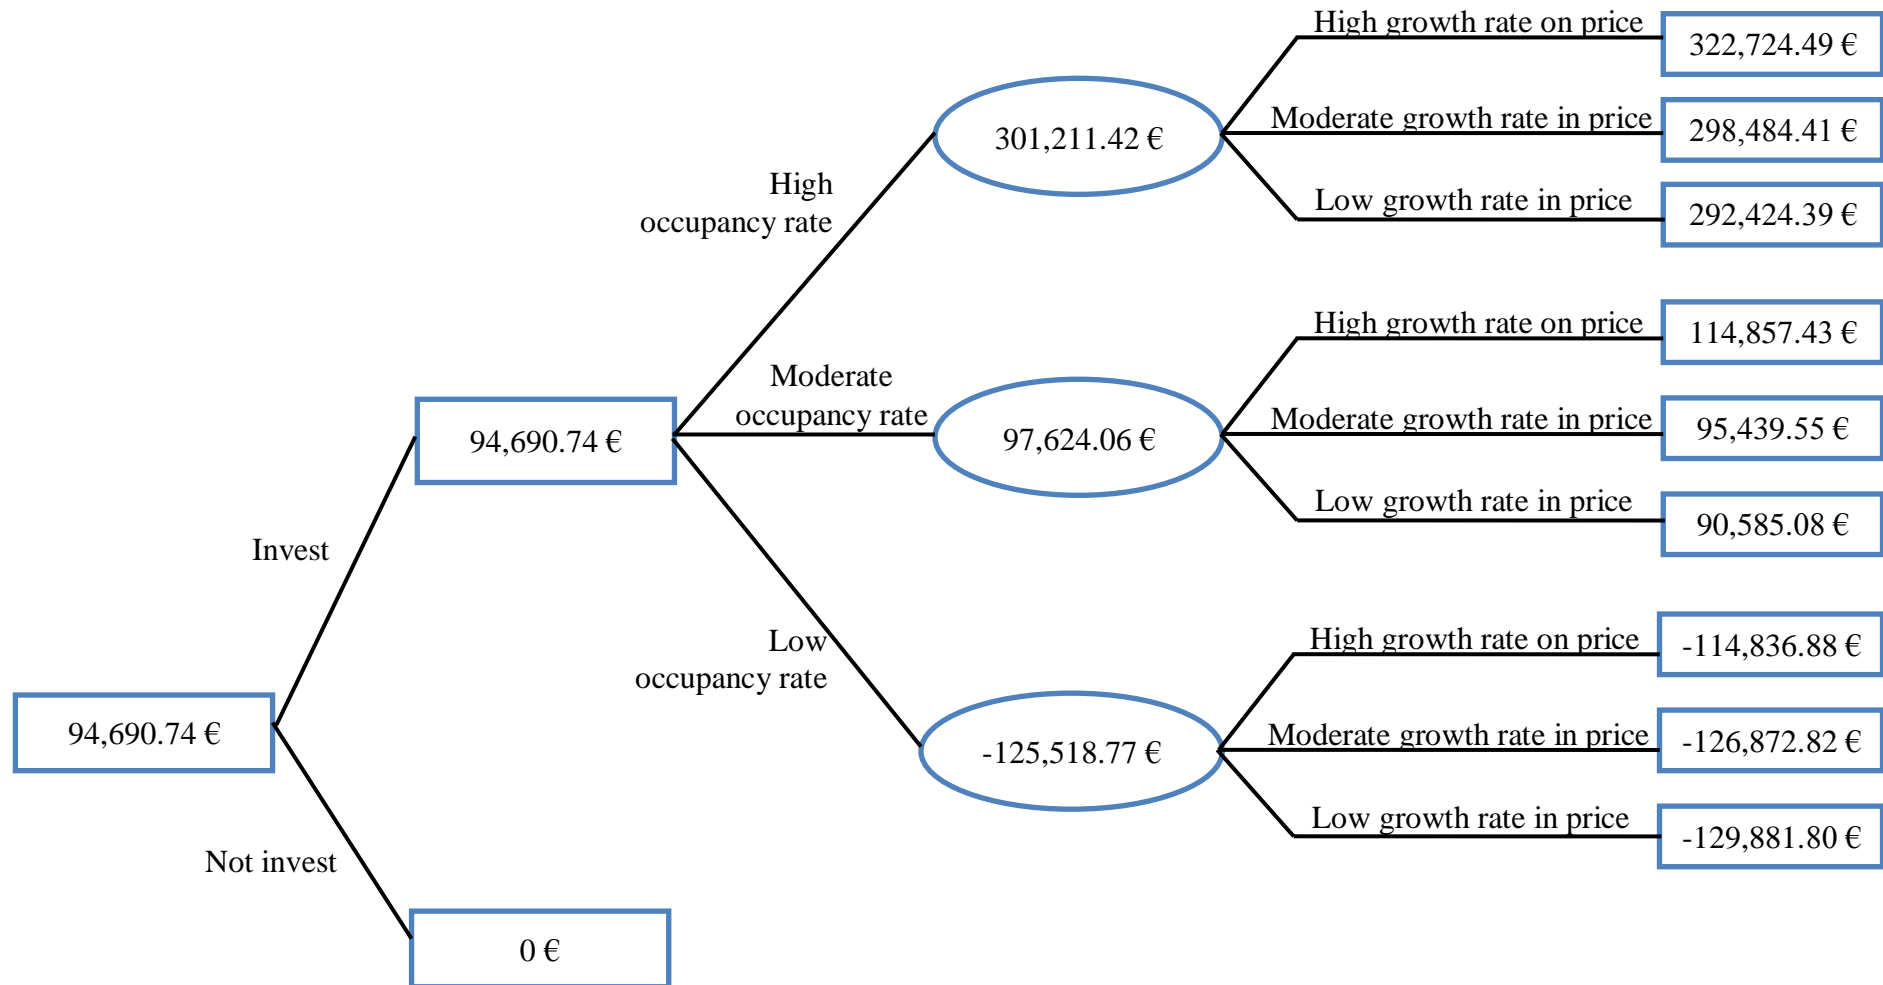 High growth rate on price
322,724.49 €
Moderate growth rate in price
298,484.41 €
301,211.42 €
Low growth rate in price
292,424.39 €
High
occupancy rate
High growth rate on price
114,857.43 €
Moderate
occupancy rate
Moderate growth rate in price
95,439.55 €
94,690.74 €
97,624.06 €
Low growth rate in price
90,585.08 €
Invest
Low
occupancy rate
High growth rate on price
-114,836.88 €
94,690.74 €
-125,518.77 €
Moderate growth rate in price
-126,872.82 €
Low growth rate in price
-129,881.80 €
Not invest
0 €